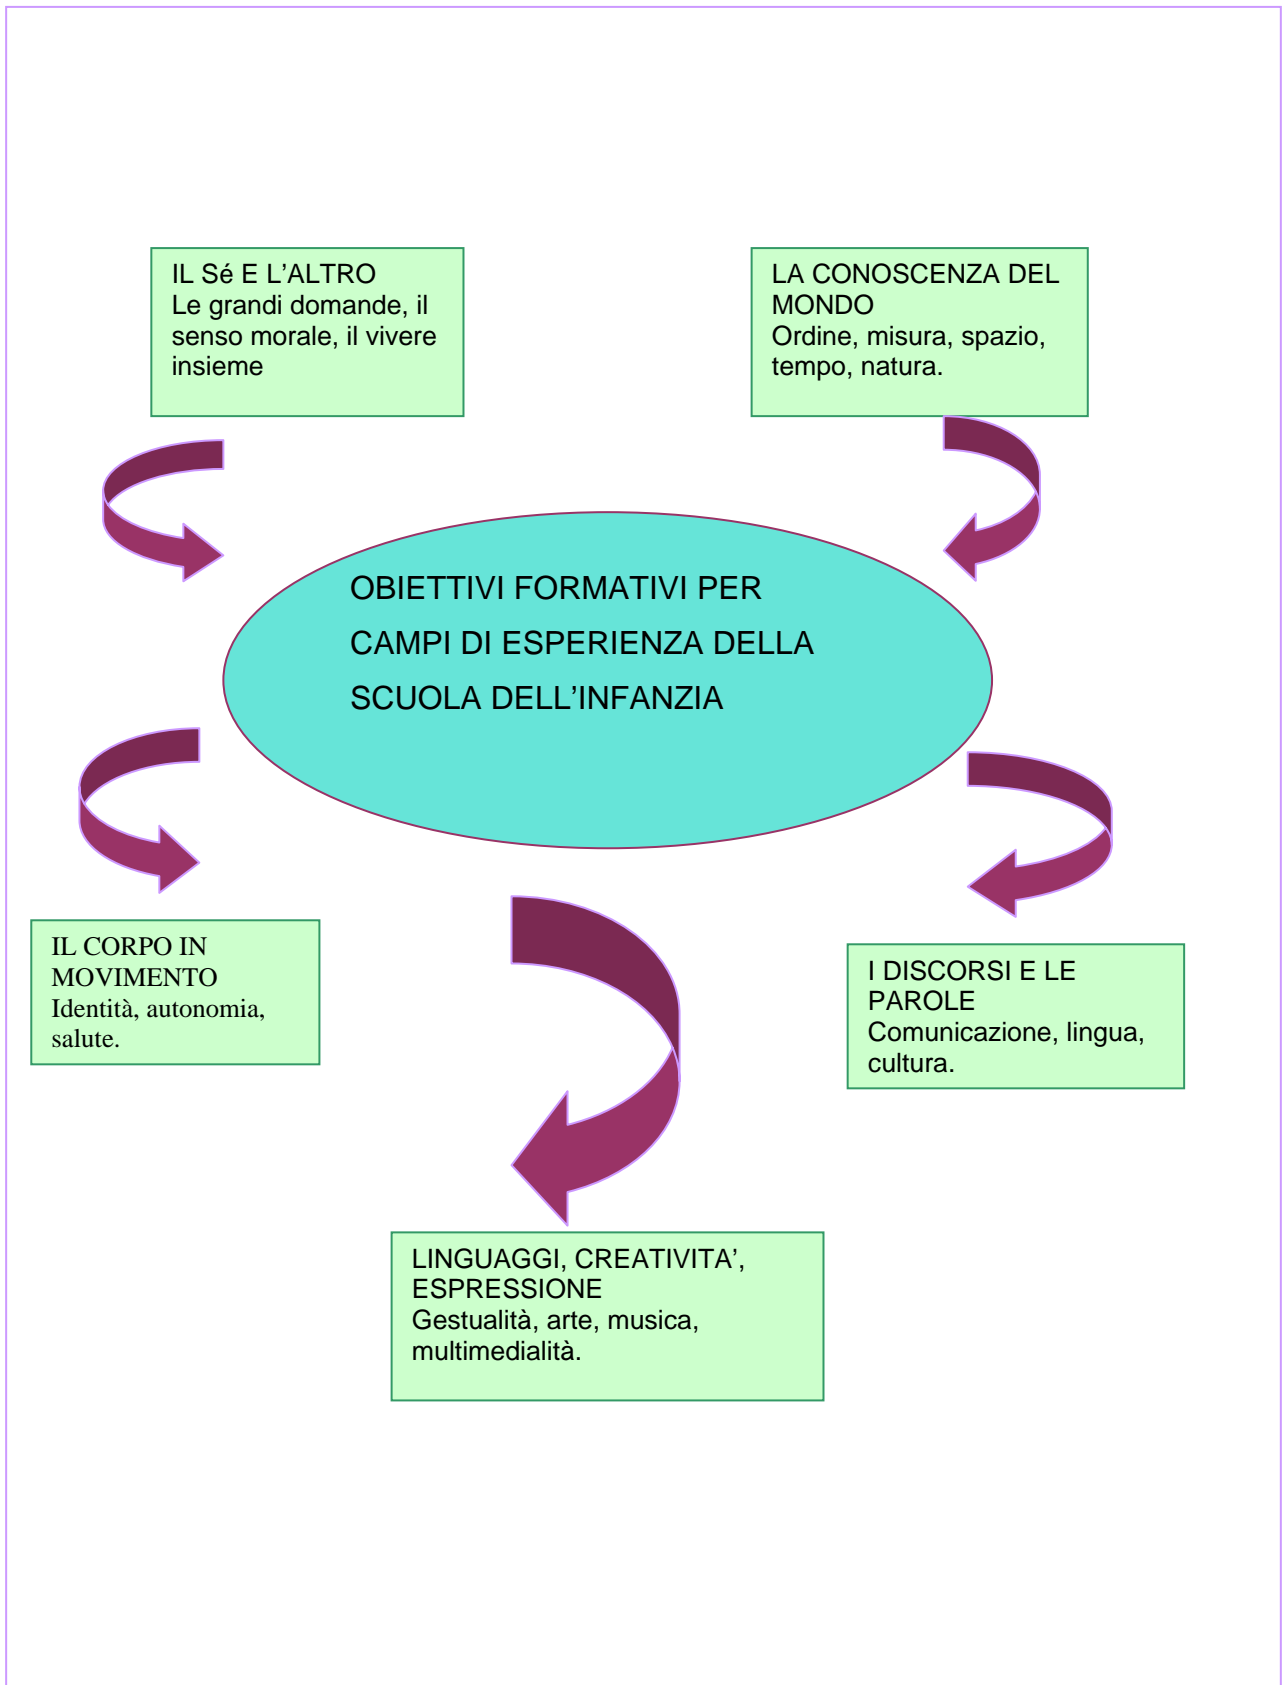 IL Sé E L’ALTRO
Le grandi domande, il
senso morale, il vivere
insieme
LA CONOSCENZA DEL
MONDO
Ordine, misura, spazio,
tempo, natura.
OBIETTIVI FORMATIVI PER
CAMPI DI ESPERIENZA DELLA
SCUOLA DELL’INFANZIA
IL CORPO IN
MOVIMENTO
Identità, autonomia,
salute.
I DISCORSI E LE
PAROLE
Comunicazione, lingua,
cultura.
LINGUAGGI, CREATIVITA’,
ESPRESSIONE
Gestualità, arte, musica,
multimedialità.